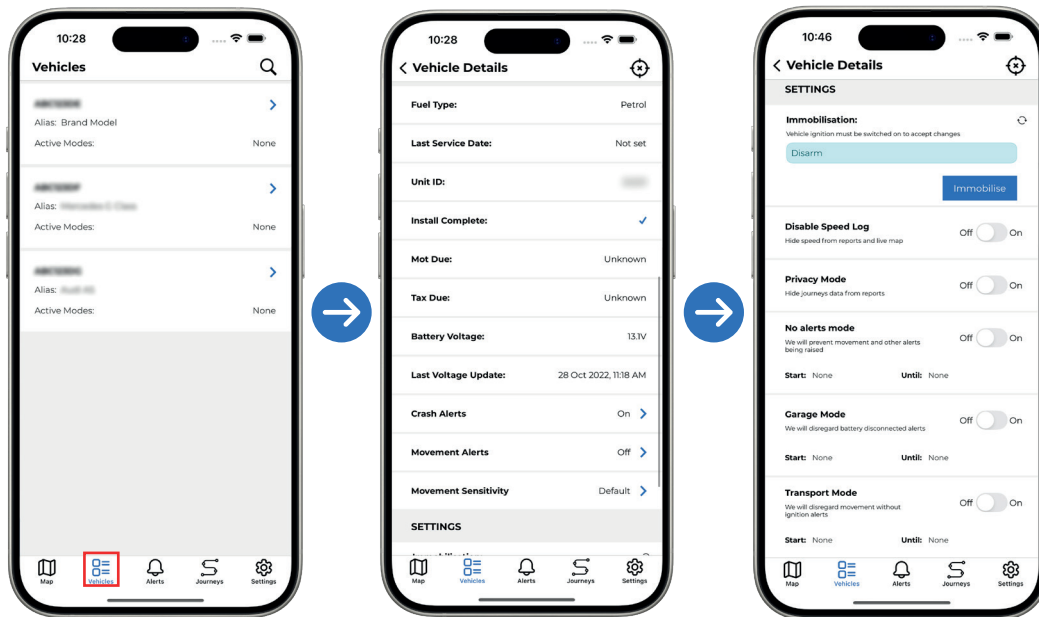 10:28
Vehicles
Alias: Brand Model
Active Modes: None
Alias:
Active Modes: None
Alias:
Active Modes: None
Map Vehicles Alerts Journeys Settings
10:28
Vehicle Details
Fuel Type: Petrol
Last Service Date: Not set
Unit ID:
Install Complete:
Mot Due: Unknown
Tax Due: Unknown
Battery Voltage: 13.1V
Last Voltage Update: 28 Oct 2022, 11:18 AM
Crash Alerts On
Movement Alerts Off
Movement Sensitivity Default
SETTINGS
Map Vehicles Alerts Journeys Settings
10:46
Vehicle Details
SETTINGS
Immobilisation:
Vehicle ignition must be switched on to accept changes
Disarm
Immobilise
Disable Speed Log Off On
Hide speed from reports and live map
Privacy Mode Off On
Hide journeys data from reports
No alerts mode Off On
We will prevent movement and other alerts
being raised
Start: None Until: None
Garage Mode Off On
We will disregard battery disconnected alerts
Start: None Until: None
Transport Mode Off On
We will disregard movement without
ignition alerts
Start: None Until: None
Map Vehicles Alerts Journeys Settings